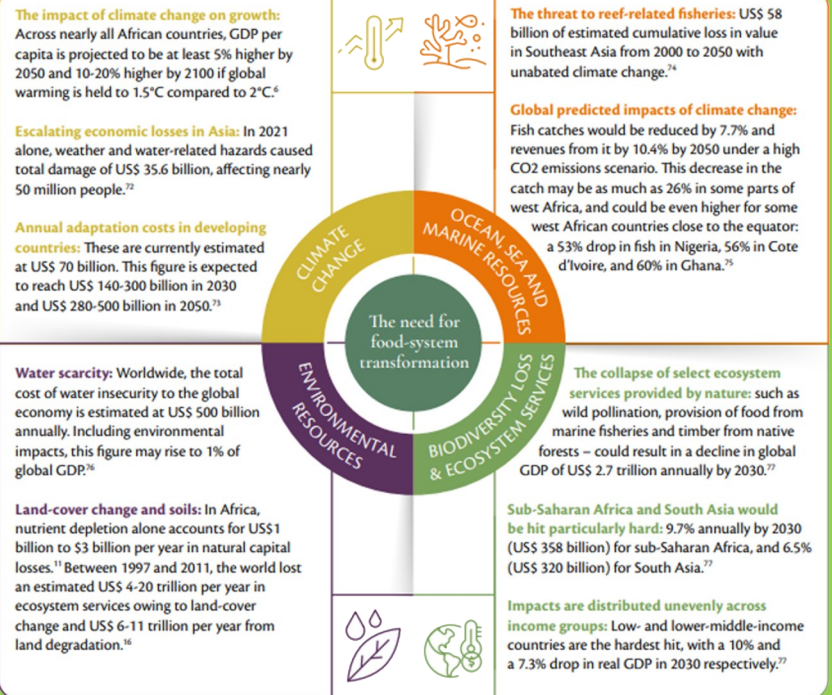 The impact of climate change on growth:
Across nearly all African countries, GDP per
capita is projected to be at least 5% higher by
2050 and 10-20% higher by 2100 if global
warming is held to 1.5°C compared to 2°C.⁶
Escalating economic losses in Asia: In 2021
alone, weather and water-related hazards caused
total damage of US$ 35.6 billion, affecting nearly
50 million people.⁷²
Annual adaptation costs in developing
countries: These are currently estimated
at US$ 70 billion. This figure is expected
to reach US$ 140-300 billion in 2030
and US$ 280-500 billion in 2050.⁷³
The threat to reef-related fisheries: US$ 58
billion of estimated cumulative loss in value
in Southeast Asia from 2000 to 2050 with
unabated climate change.⁷⁴
Global predicted impacts of climate change:
Fish catches would be reduced by 7.7% and
revenues from it by 10.4% by 2050 under a high
CO2 emissions scenario. This decrease in the
catch may be as much as 26% in some parts of
west Africa, and could be even higher for some
west African countries close to the equator:
a 53% drop in fish in Nigeria, 56% in Cote
d'Ivoire, and 60% in Ghana.⁷⁵
CLIMATE
CHANGE
OCEAN, SEA AND
MARINE RESOURCES
The need for
food-system
transformation
ENVIRONMENTAL
RESOURCES
BIODIVERSITY LOSS
& ECOSYSTEM SERVICES
Water scarcity: Worldwide, the total
cost of water insecurity to the global
economy is estimated at US$ 500 billion
annually. Including environmental
impacts, this figure may rise to 1% of
global GDP.⁷⁶
Land-cover change and soils: In Africa,
nutrient depletion alone accounts for US$1
billion to $3 billion per year in natural capital
losses.¹¹ Between 1997 and 2011, the world lost
an estimated US$ 4-20 trillion per year in
ecosystem services owing to land-cover
change and US$ 6-11 trillion per year from
land degradation.¹⁶
The collapse of select ecosystem
services provided by nature: such as
wild pollination, provision of food from
marine fisheries and timber from native
forests – could result in a decline in global
GDP of US$ 2.7 trillion annually by 2030.⁷⁷
Sub-Saharan Africa and South Asia would
be hit particularly hard: 9.7% annually by 2030
(US$ 358 billion) for sub-Saharan Africa, and 6.5%
(US$ 320 billion) for South Asia.⁷⁷
Impacts are distributed unevenly across
income groups: Low- and lower-middle-income
countries are the hardest hit, with a 10% and
a 7.3% drop in real GDP in 2030 respectively.⁷⁷
$